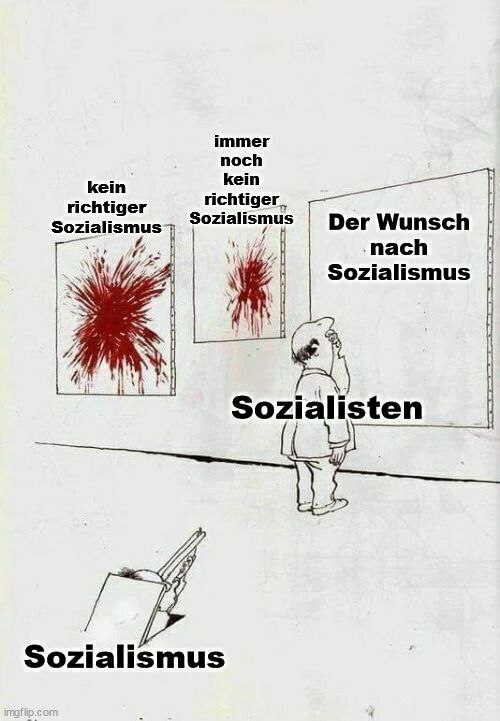 immer
noch
kein
richtiger
Sozialismus
kein
richtiger
Sozialismus
Der Wunsch
nach
Sozialismus
Sozialisten
Sozialismus
imgflip.com